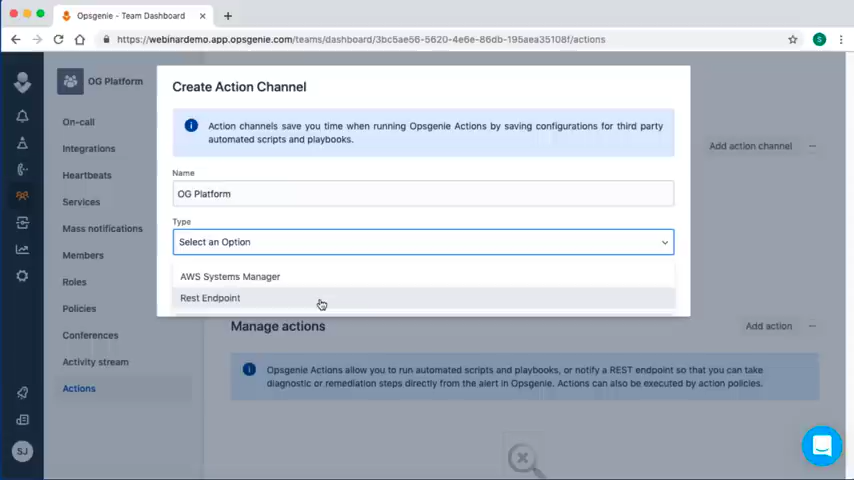 Opsgenie - Team Dashboard
https://webinardemo.app.opsgenie.com/teams/dashboard/3bc5ae56-5620-4e6e-86db-195aea35108f/actions
S
OG Platform
On-call
Integrations
Heartbeats
Services
Mass notifications
Members
Roles
Policies
Conferences
Activity stream
Actions
SJ
Create Action Channel
Action channels save you time when running Opsgenie Actions by saving configurations for third party
automated scripts and playbooks.
Name
OG Platform
Type
Select an Option
AWS Systems Manager
Rest Endpoint
Add action channel
Manage actions
Add action
Opsgenie Actions allow you to run automated scripts and playbooks, or notify a REST endpoint so that you can take
diagnostic or remediation steps directly from the alert in Opsgenie. Actions can also be executed by action policies.